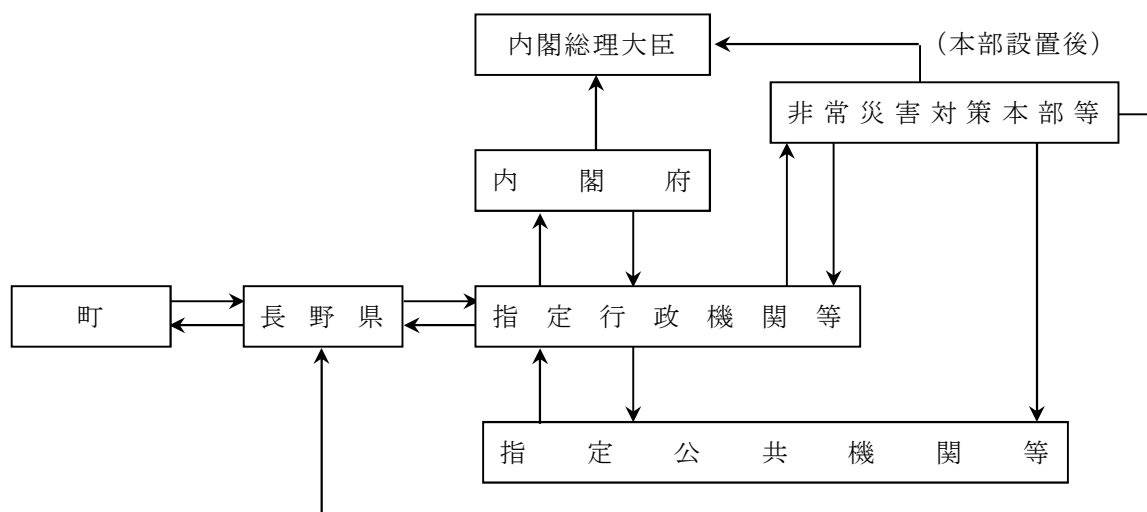 内閣総理大臣
（本部設置後）
非常災害対策本部等
内閣府
町
長野県
指定行政機関等
指定公共機関等